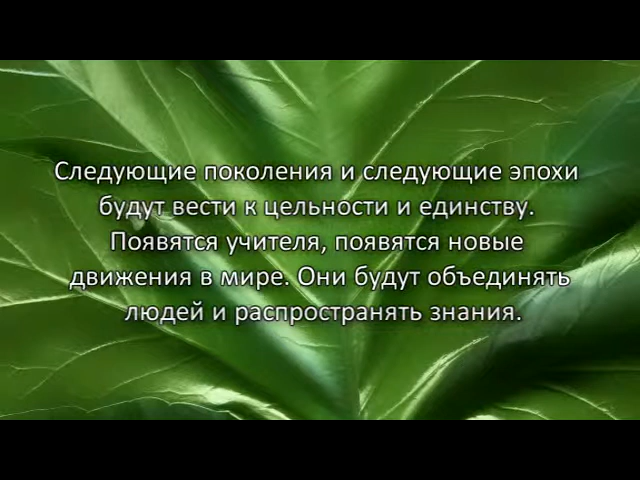 Следующие поколения и следующие эпохи
будут вести к цельности и единству.
Появятся учителя, появятся новые
движения в мире. Они будут объединять
людей и распространять знания.